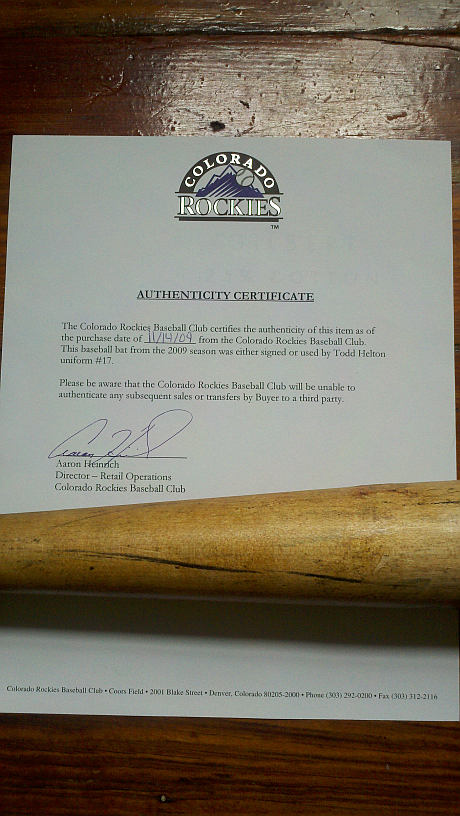 COLORADO
ROCKIES
TM
AUTHENTICITY CERTIFICATE
The Colorado Rockies Baseball Club certifies the authenticity of this item as of
the purchase date of 11/14/09 from the Colorado Rockies Baseball Club.
This baseball bat from the 2009 season was either signed or used by Todd Helton
uniform #17.
Please be aware that the Colorado Rockies Baseball Club will be unable to
authenticate any subsequent sales or transfers by Buyer to a third party.
Aaron Heinrich
Director – Retail Operations
Colorado Rockies Baseball Club
Colorado Rockies Baseball Club • Coors Field • 2001 Blake Street • Denver, Colorado 80205-2000 • Phone (303) 292-0200 • Fax (303) 312-2116